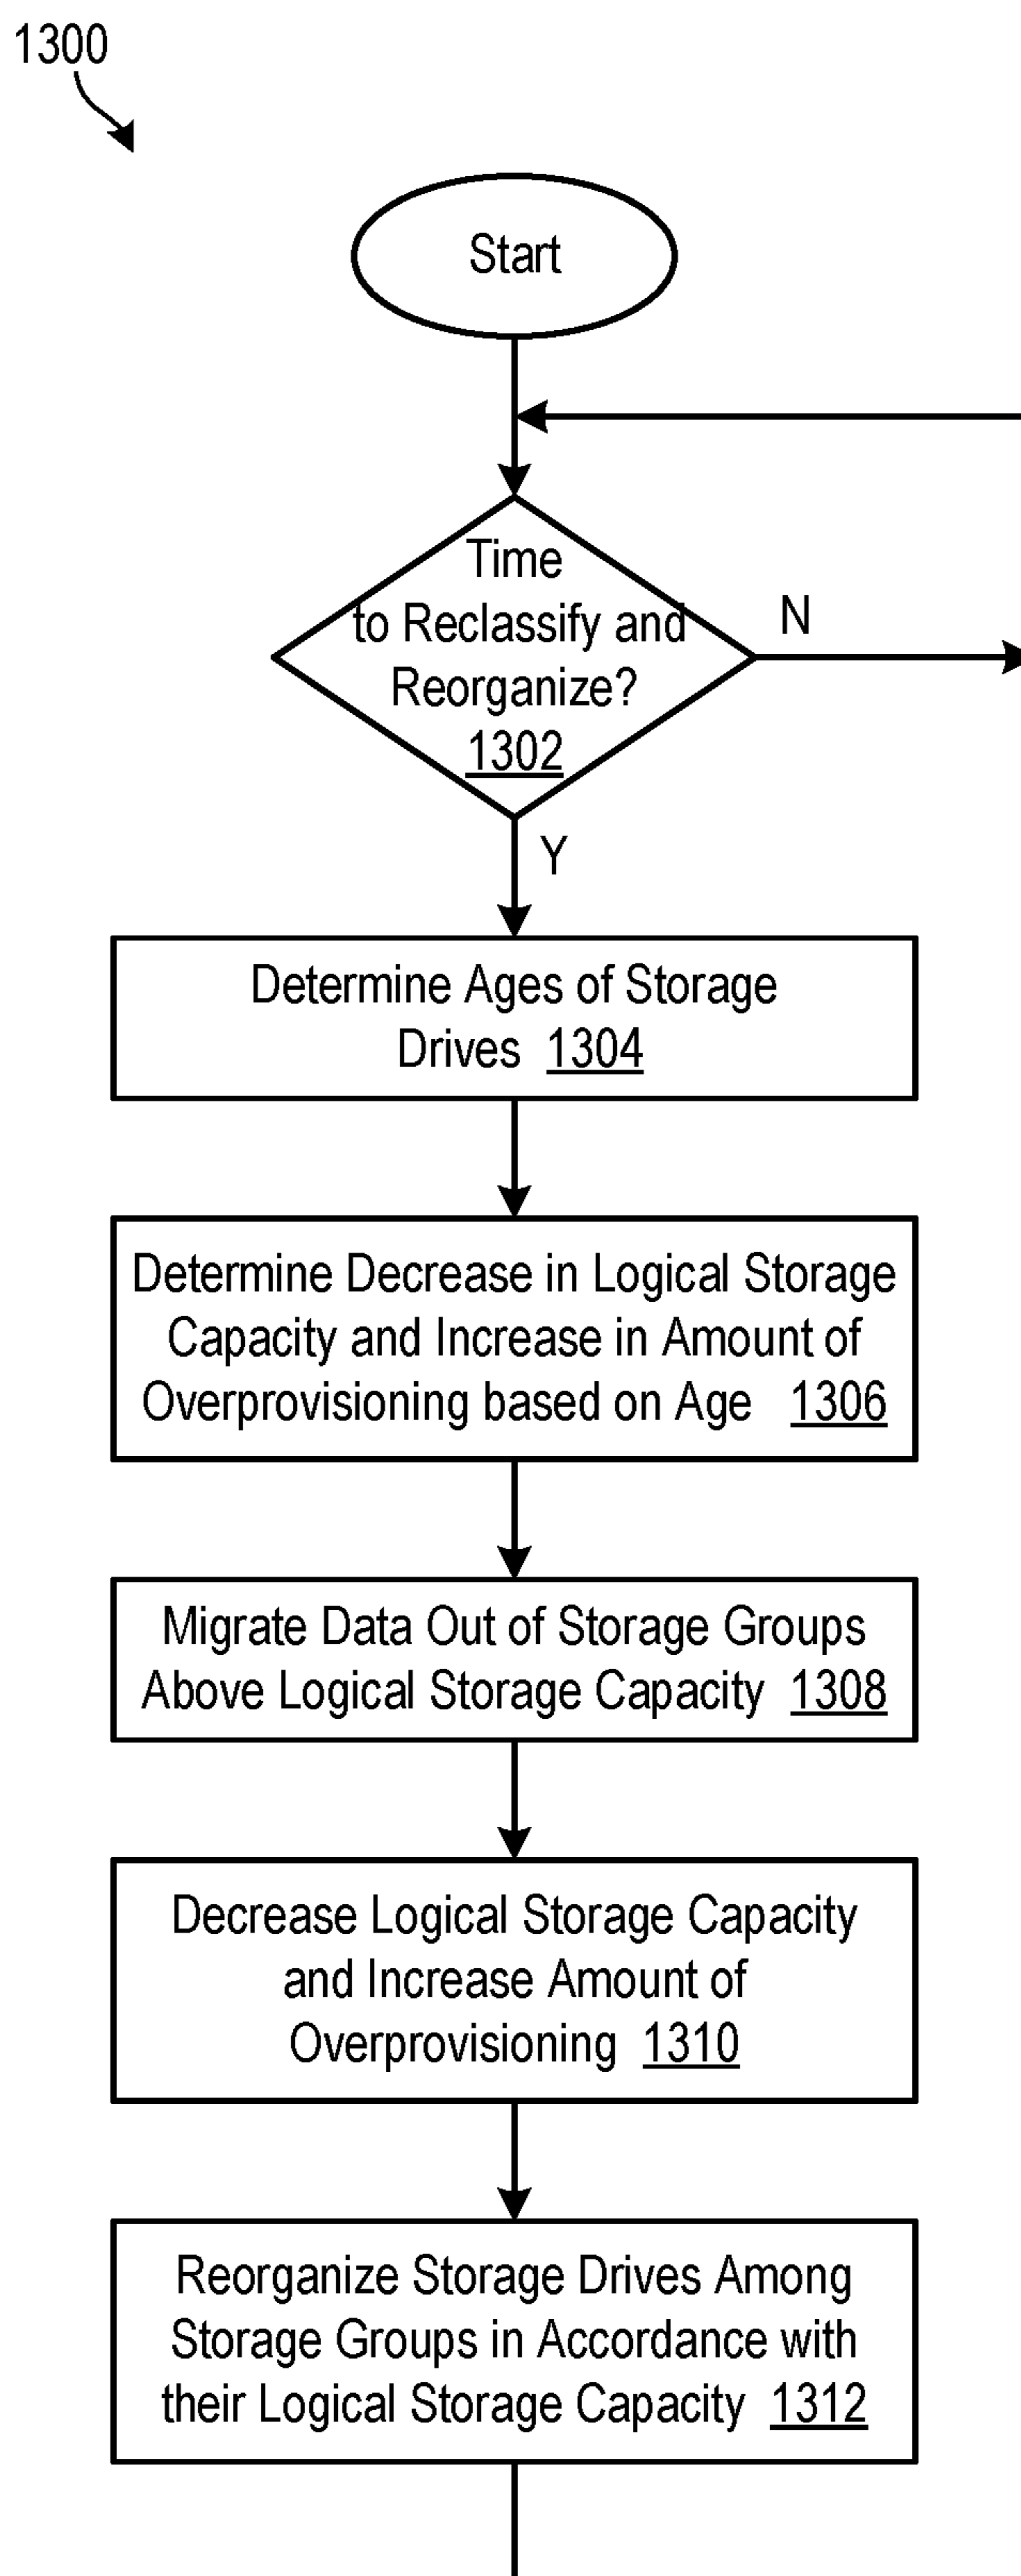 1300
Start
Time
to Reclassify and
Reorganize?
1302
N
Y
Determine Ages of Storage
Drives 1304
Determine Decrease in Logical Storage
Capacity and Increase in Amount of
Overprovisioning based on Age 1306
Migrate Data Out of Storage Groups
Above Logical Storage Capacity 1308
Decrease Logical Storage Capacity
and Increase Amount of
Overprovisioning 1310
Reorganize Storage Drives Among
Storage Groups in Accordance with
their Logical Storage Capacity 1312